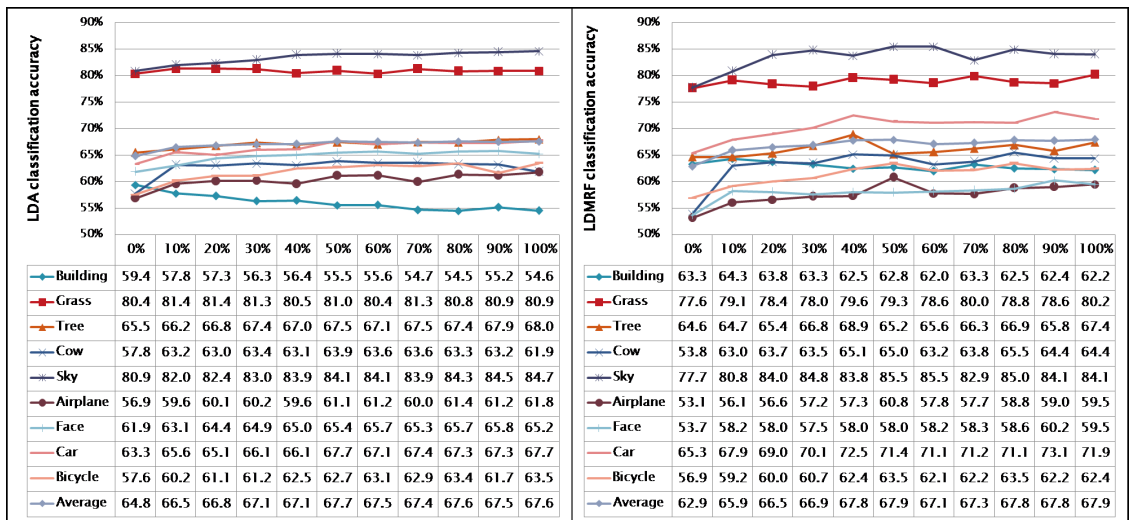 LDA classification accuracy
90%
85%
80%
75%
70%
65%
60%
55%
50%
0% 10% 20% 30% 40% 50% 60% 70% 80% 90% 100%
Building 59.4 57.8 57.3 56.3 56.4 55.5 55.6 54.7 54.5 55.2 54.6
Grass 80.4 81.4 81.4 81.3 80.5 81.0 80.4 81.3 80.8 80.9 80.9
Tree 65.5 66.2 66.8 67.4 67.0 67.5 67.1 67.5 67.4 67.9 68.0
Cow 57.8 63.2 63.0 63.4 63.1 63.9 63.6 63.6 63.3 63.2 61.9
Sky 80.9 82.0 82.4 83.0 83.9 84.1 84.1 83.9 84.3 84.5 84.7
Airplane 56.9 59.6 60.1 60.2 59.6 61.1 61.2 60.0 61.4 61.2 61.8
Face 61.9 63.1 64.4 64.9 65.0 65.4 65.7 65.3 65.7 65.8 65.2
Car 63.3 65.6 65.1 66.1 66.1 67.7 67.1 67.4 67.3 67.3 67.7
Bicycle 57.6 60.2 61.1 61.2 62.5 62.7 63.1 62.9 63.4 61.7 63.5
Average 64.8 66.5 66.8 67.1 67.1 67.7 67.5 67.4 67.6 67.5 67.6
LDMRF classification accuracy
90%
85%
80%
75%
70%
65%
60%
55%
50%
0% 10% 20% 30% 40% 50% 60% 70% 80% 90% 100%
Building 63.3 64.3 63.8 63.3 62.5 62.8 62.0 63.3 62.5 62.4 62.2
Grass 77.6 79.1 78.4 78.0 79.6 79.3 78.6 80.0 78.8 78.6 80.2
Tree 64.6 64.7 65.4 66.8 68.9 65.2 65.6 66.3 66.9 65.8 67.4
Cow 53.8 63.0 63.7 63.5 65.1 65.0 63.2 63.8 65.5 64.4 64.4
Sky 77.7 80.8 84.0 84.8 83.8 85.5 85.5 82.9 85.0 84.1 84.1
Airplane 53.1 56.1 56.6 57.2 57.3 60.8 57.8 57.7 58.8 59.0 59.5
Face 53.7 58.2 58.0 57.5 58.0 58.0 58.2 58.3 58.6 60.2 59.5
Car 65.3 67.9 69.0 70.1 72.5 71.4 71.1 71.2 71.1 73.1 71.9
Bicycle 56.9 59.2 60.0 60.7 62.4 63.5 62.1 62.2 63.5 62.2 62.4
Average 62.9 65.9 66.5 66.9 67.8 67.9 67.1 67.3 67.8 67.8 67.9